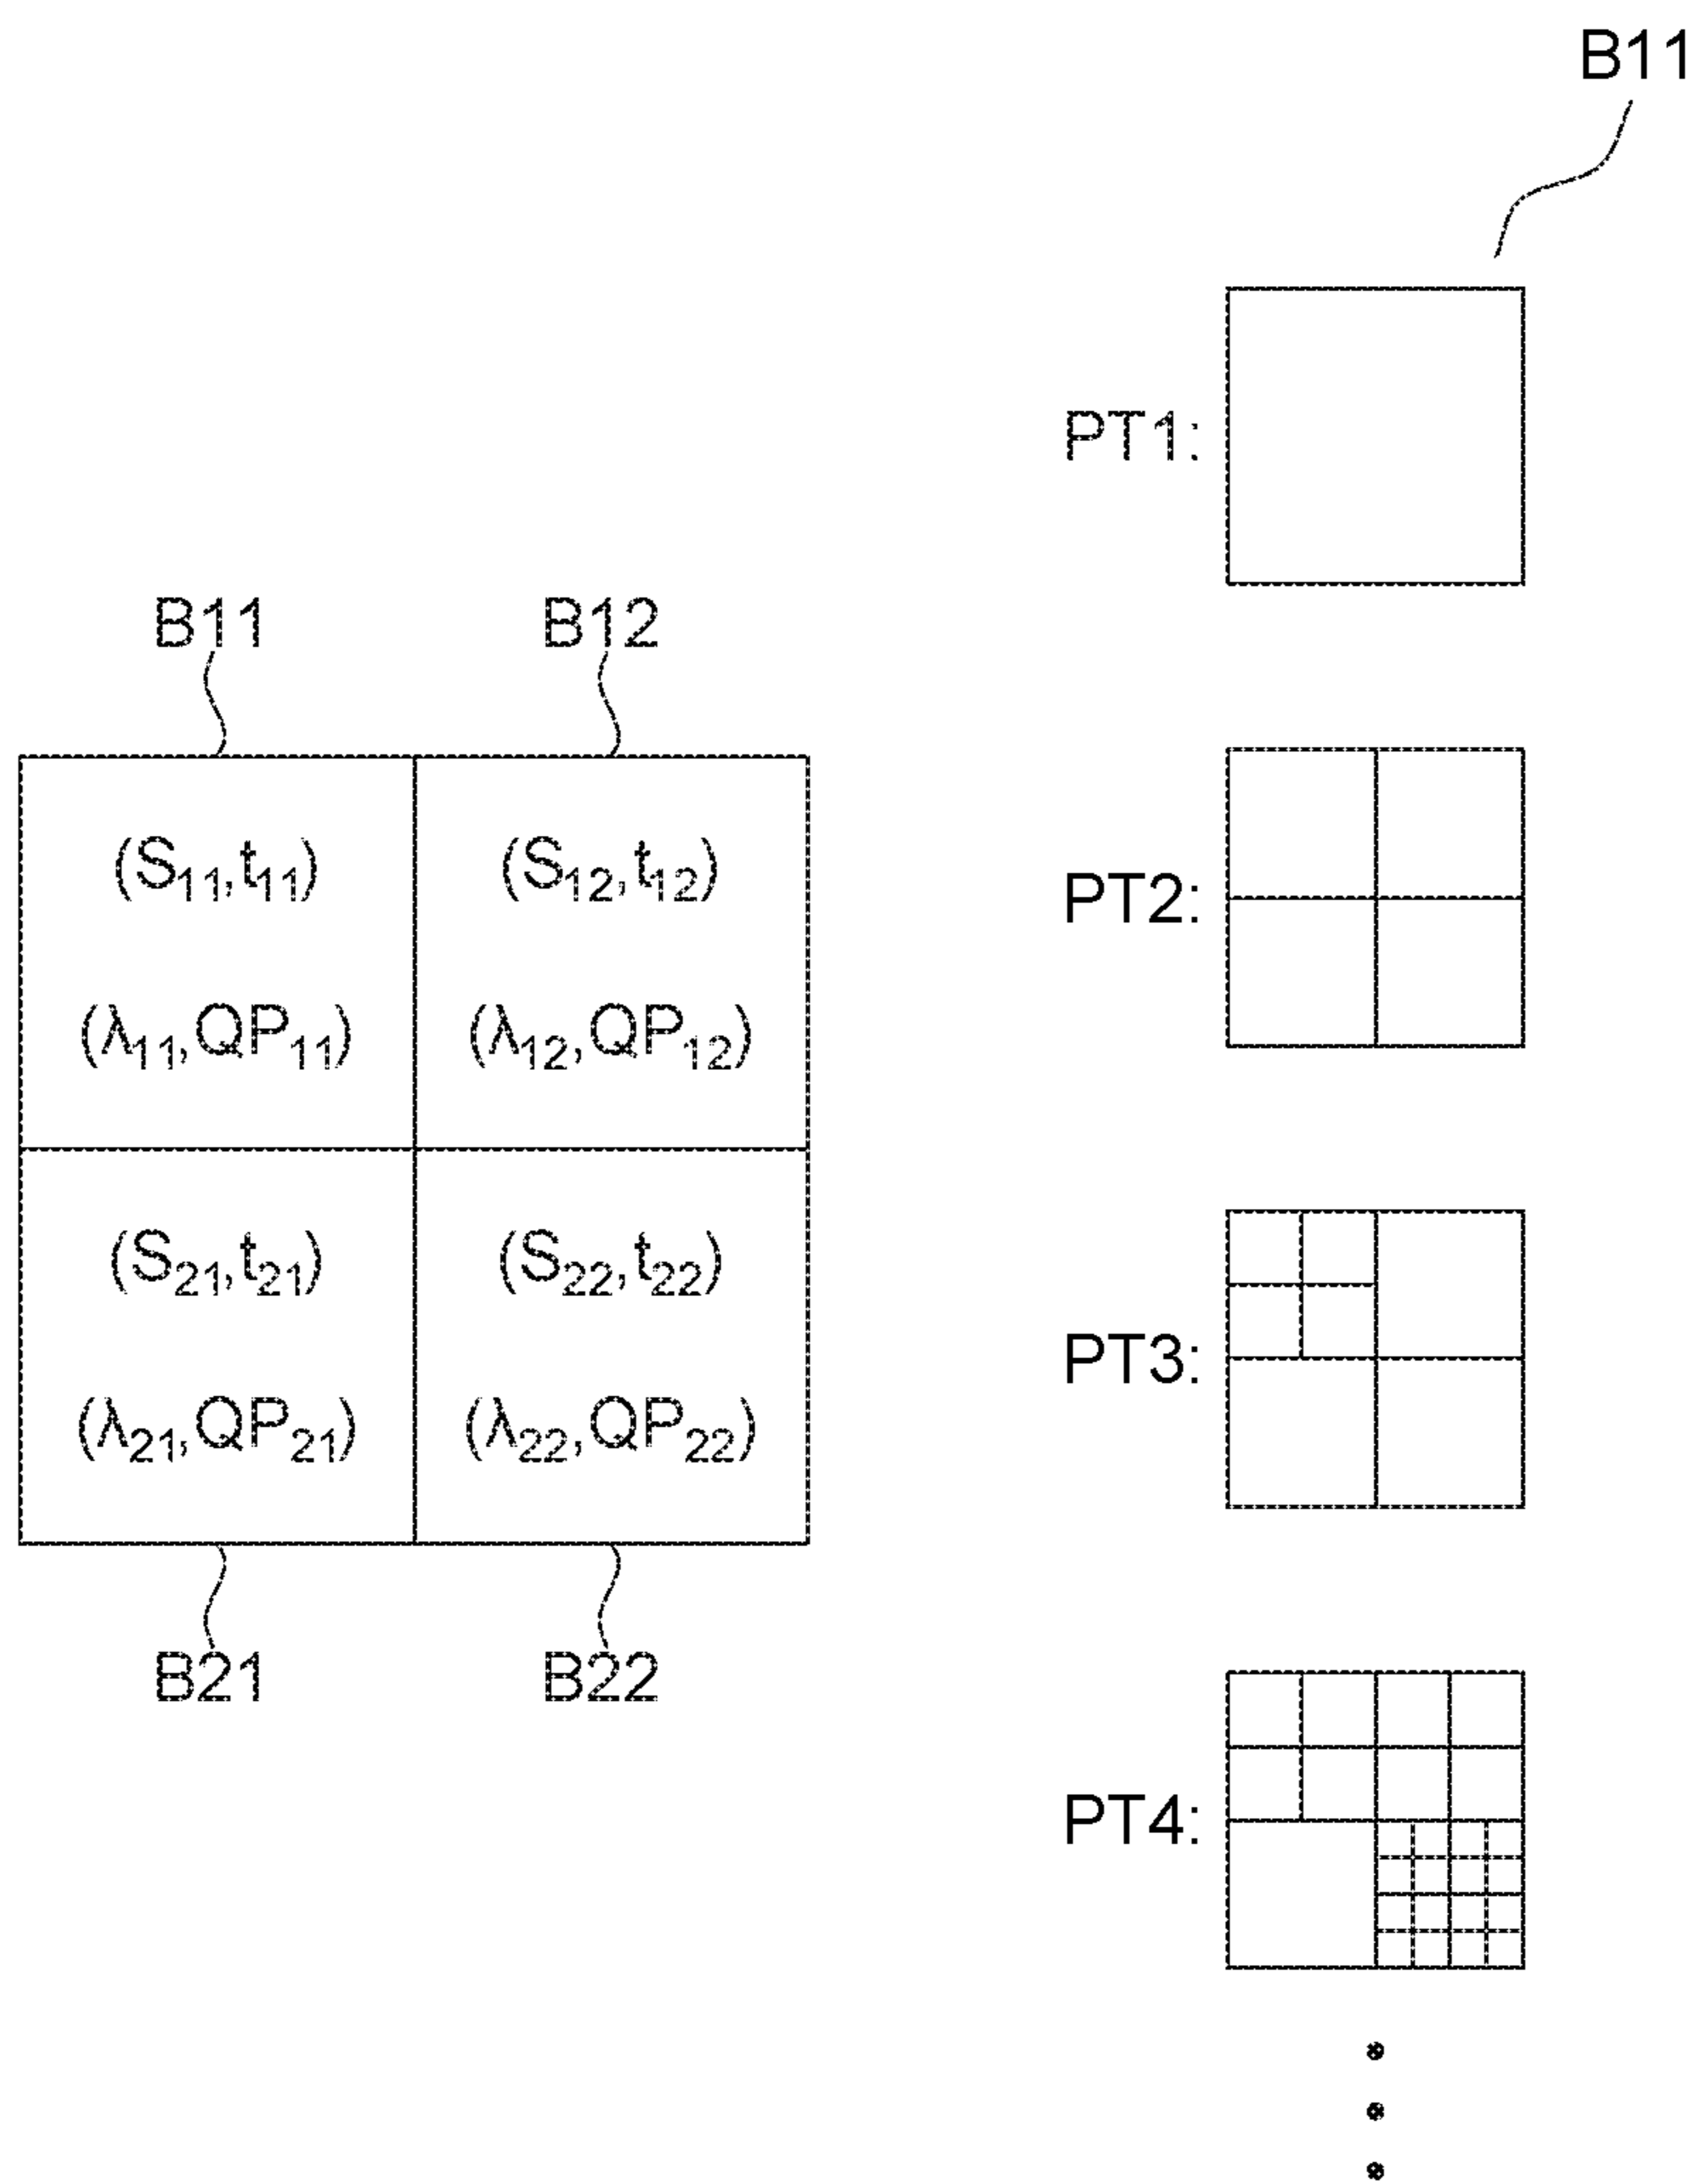 B11
PT1:
B11 B12
(S₁₁,t₁₁) (S₁₂,t₁₂)
(λ₁₁,QP₁₁) (λ₁₂,QP₁₂)
PT2:
(S₂₁,t₂₁) (S₂₂,t₂₂)
(λ₂₁,QP₂₁) (λ₂₂,QP₂₂)
PT3:
B21 B22
PT4: